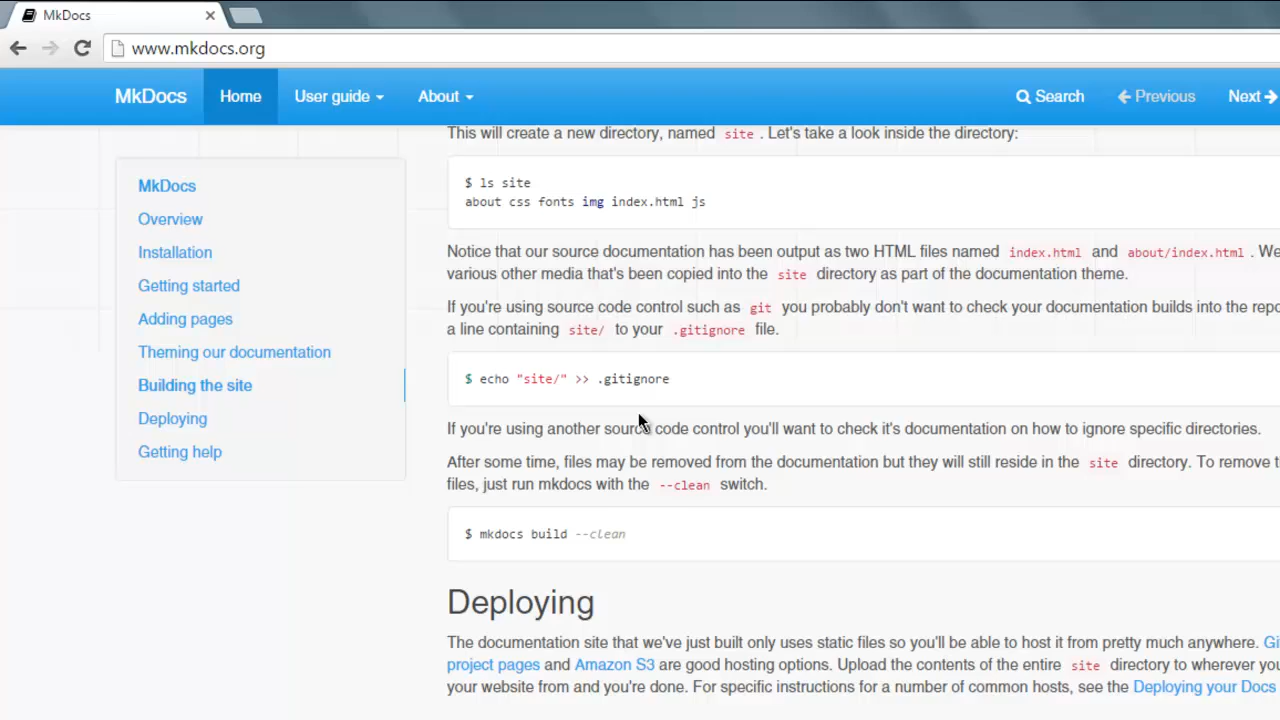 MkDocs
www.mkdocs.org
MkDocs Home User guide About Search Previous Next
MkDocs
Overview
Installation
Getting started
Adding pages
Theming our documentation
Building the site
Deploying
Getting help
This will create a new directory, named site . Let's take a look inside the directory:
$ ls site
about css fonts img index.html js
Notice that our source documentation has been output as two HTML files named index.html and about/index.html . We
various other media that's been copied into the site directory as part of the documentation theme.
If you're using source code control such as git you probably don't want to check your documentation builds into the repo
a line containing site/ to your .gitignore file.
$ echo "site/" >> .gitignore
If you're using another source code control you'll want to check it's documentation on how to ignore specific directories.
After some time, files may be removed from the documentation but they will still reside in the site directory. To remove
files, just run mkdocs with the --clean switch.
$ mkdocs build --clean
Deploying
The documentation site that we've just built only uses static files so you'll be able to host it from pretty much anywhere.
project pages and Amazon S3 are good hosting options. Upload the contents of the entire site directory to wherever you
your website from and you're done. For specific instructions for a number of common hosts, see the Deploying your Docs